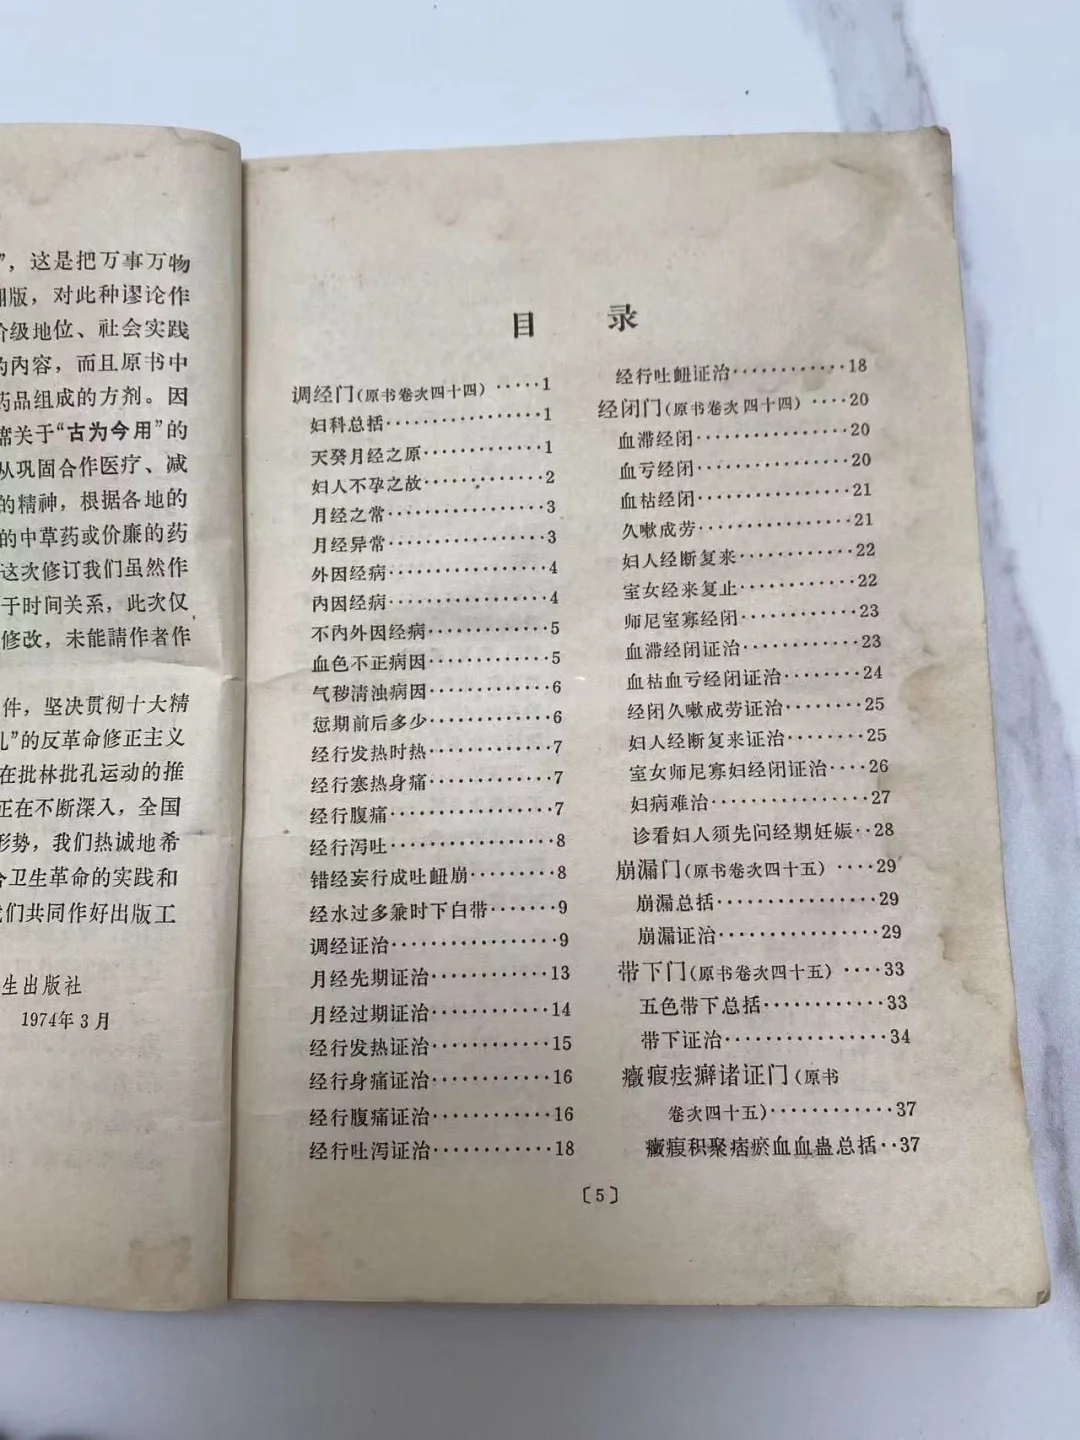 ”，这是把万事万物
版，对此种谬论作
阶级地位、社会实践
的内容，而且原书中
药品组成的方剂。因
席关于“古为今用”的
从巩固合作医疗、减
的精神，根据各地的
的中草药或价廉的药
这次修订我们虽然作
于时间关系，此次仅
修改，未能請作者作
件，坚决贯彻十大精
礼”的反革命修正主义
在批林批孔运动的推
正在不断深入，全国
形势，我们热诚地希
合卫生革命的实践和
我们共同作好出版工
生出版社
1974年3月
目 录
调经门(原书卷次四十四)·····1
妇科总括·············1
天癸月经之原··········1
妇人不孕之故··········2
月经之常·············3
月经异常·············3
外因经病·············4
内因经病·············4
不内外因经病··········5
血色不正病因··········5
气秽清浊病因··········6
愆期前后多少··········6
经行发热时热··········7
经行塞热身痛··········7
经行腹痛·············7
经行泻吐·············8
错经妄行成吐衄崩········8
经水过多兼时下白带······9
调经证治·············9
月经先期证治··········13
月经过期证治··········14
经行发热证治··········15
经行身痛证治··········16
经行腹痛证治··········16
经行吐泻证治··········18
经行吐衄证治··········18
经闭门(原书卷次四十四)····20
血滞经闭·············20
血亏经闭·············20
血枯经闭·············21
久嗽成劳·············21
妇人经断复来··········22
室女经来复止··········22
师尼室寡经闭··········23
血滞经闭证治··········23
血枯血亏经闭证治·······24
经闭久嗽成劳证治·······25
妇人经断复来证治·······25
室女师尼寡妇经闭证治···26
妇病难治·············27
诊看妇人须先问经期妊娠··28
崩漏门(原书卷次四十五)····29
崩漏总括·············29
崩漏证治·············29
带下门(原书卷次四十五)····33
五色带下总括··········33
带下证治·············34
癥瘕痃癖诸证门(原书
卷次四十五)···········37
癥瘕积聚痞瘀血血蛊总括··37
〔5〕